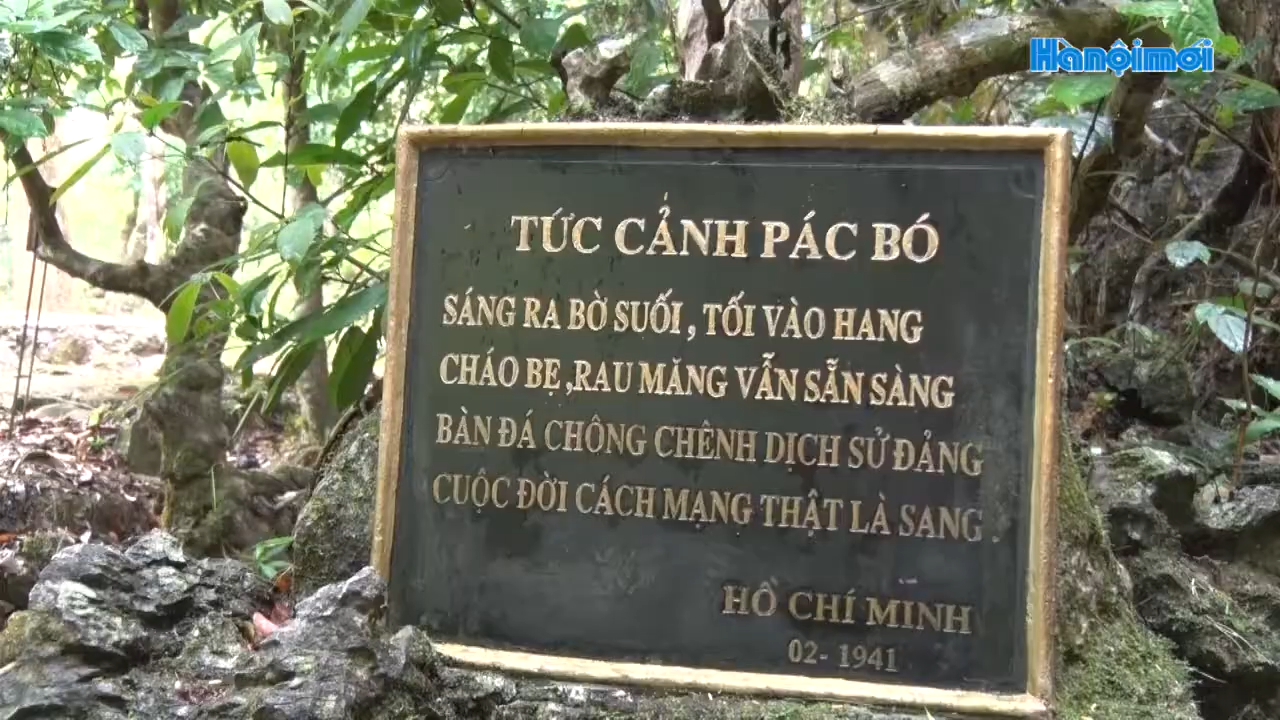 Hànộimới
TỨC CẢNH PÁC BÓ
SÁNG RA BỜ SUỐI, TỐI VÀO HANG
CHÁO BẸ, RAU MĂNG VẪN SẴN SÀNG
BÀN ĐÁ CHÔNG CHÊNH DỊCH SỬ ĐẢNG
CUỘC ĐỜI CÁCH MẠNG THẬT LÀ SANG.
HỒ CHÍ MINH
02- 1941